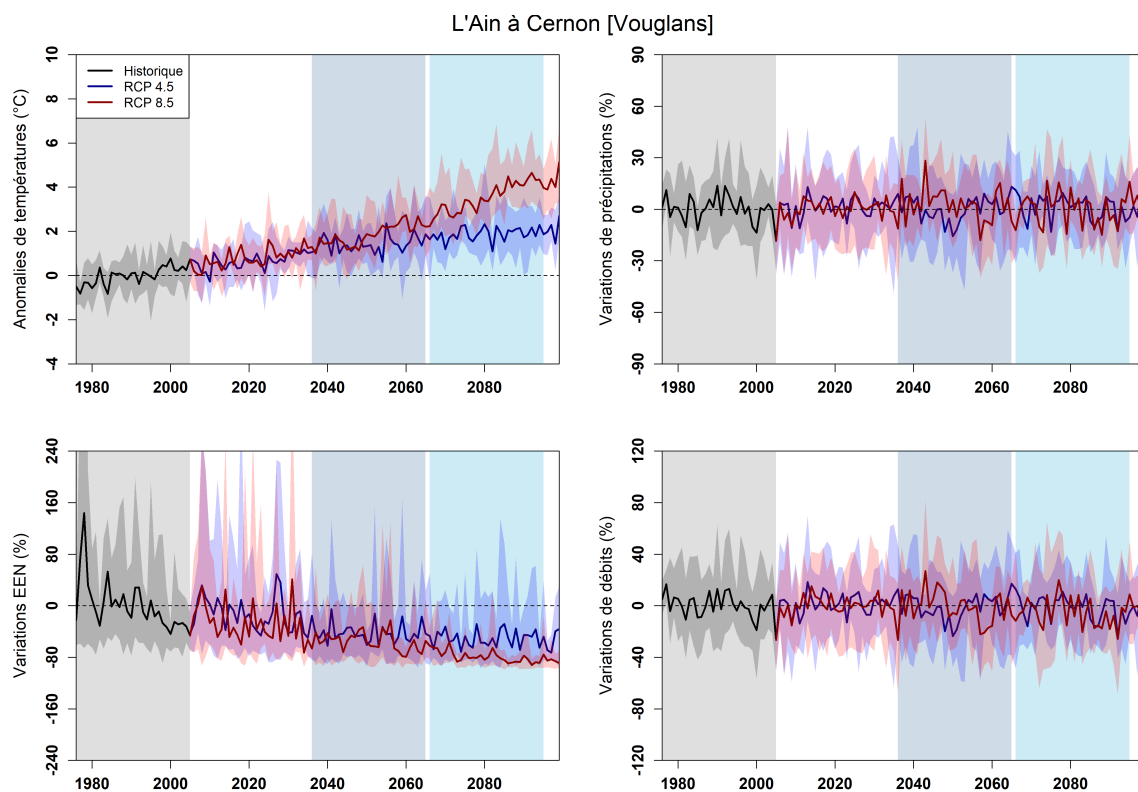 L'Ain à Cernon [Vouglans]
Anomalies de températures (°C)
10
8
6
4
2
0
-2
-4
Historique
RCP 4.5
RCP 8.5
1980 2000 2020 2040 2060 2080
Variations de précipitations (%)
90
60
30
0
-30
-60
-90
1980 2000 2020 2040 2060 2080
Variations EEN (%)
240
160
80
0
-80
-160
-240
1980 2000 2020 2040 2060 2080
Variations de débits (%)
120
80
40
0
-40
-80
-120
1980 2000 2020 2040 2060 2080